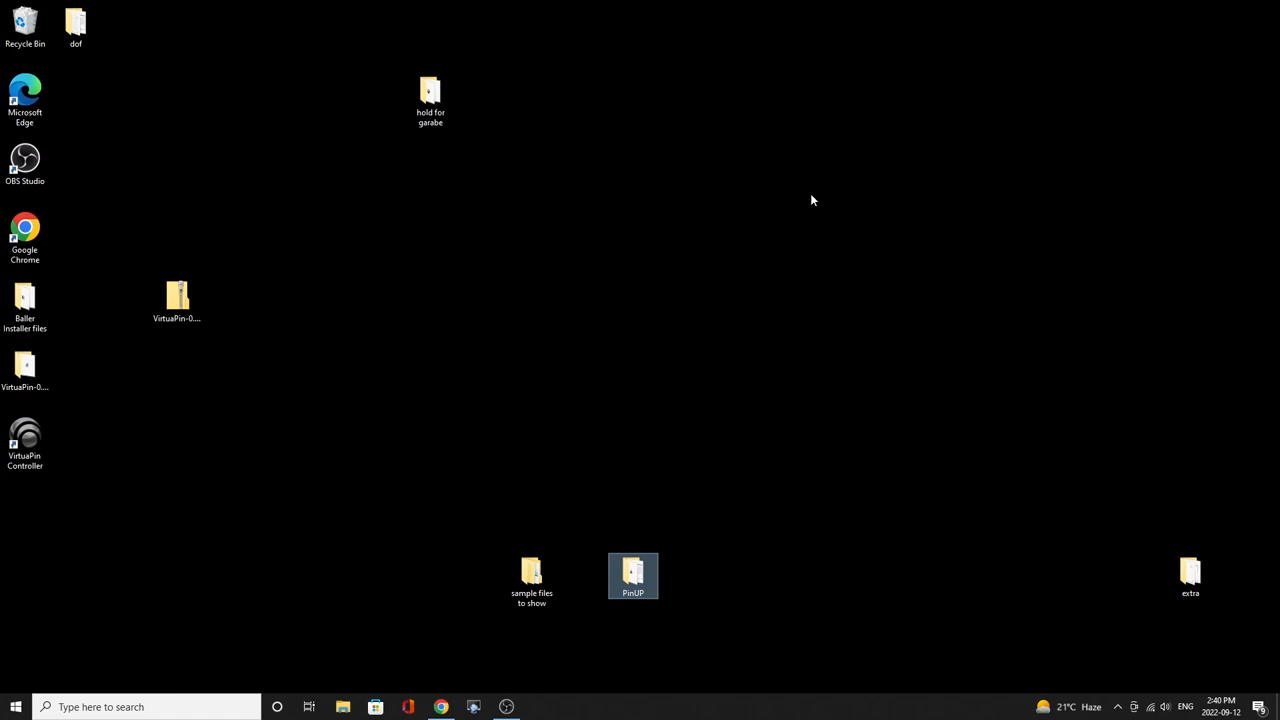 Recycle Bin
dof
Microsoft
Edge
hold for
garabe
OBS Studio
Google
Chrome
Baller
Installer files
VirtuaPin-0....
VirtuaPin-0....
VirtuaPin
Controller
sample files
to show
PinUP
extra
Type here to search
21°C Haze
ENG
2:40 PM
2022-09-12
9